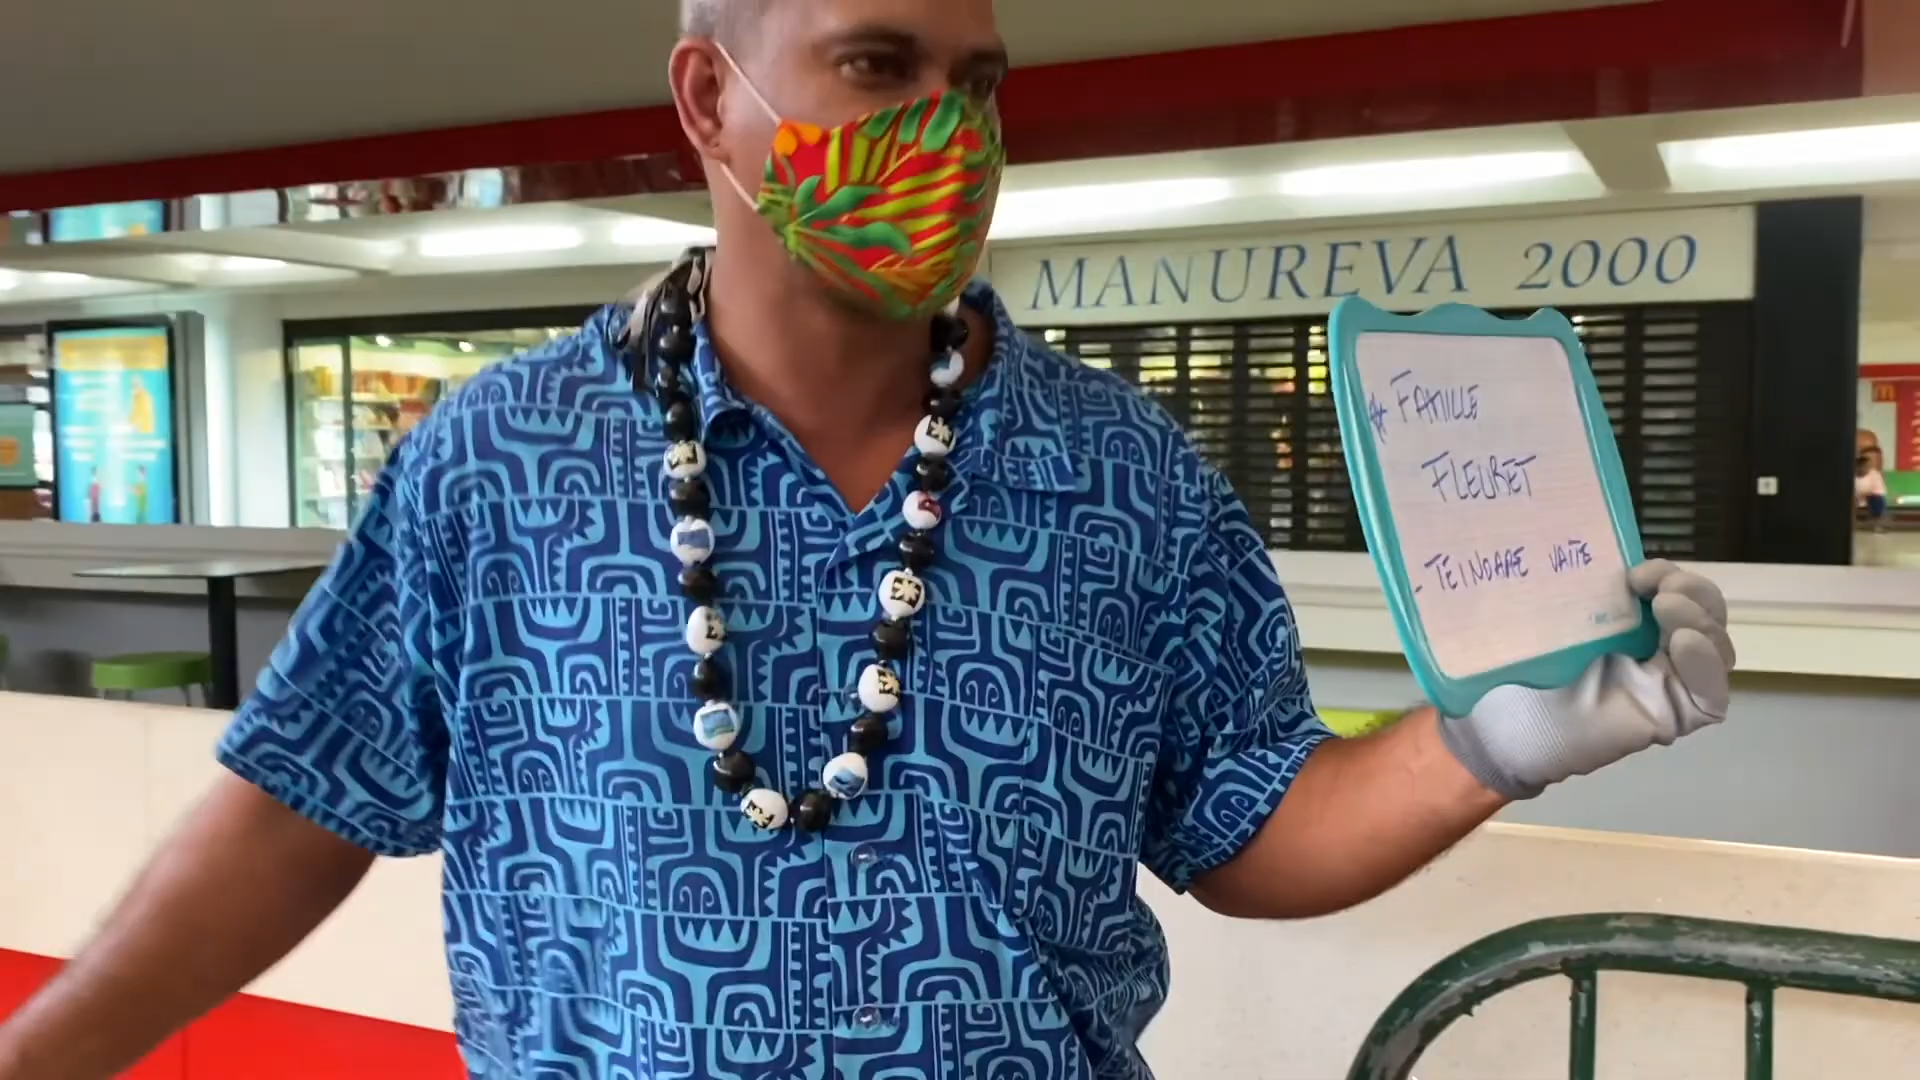 MANUREVA 2000
* FAMILLE
FLEURET
- TEINOARE VAITE